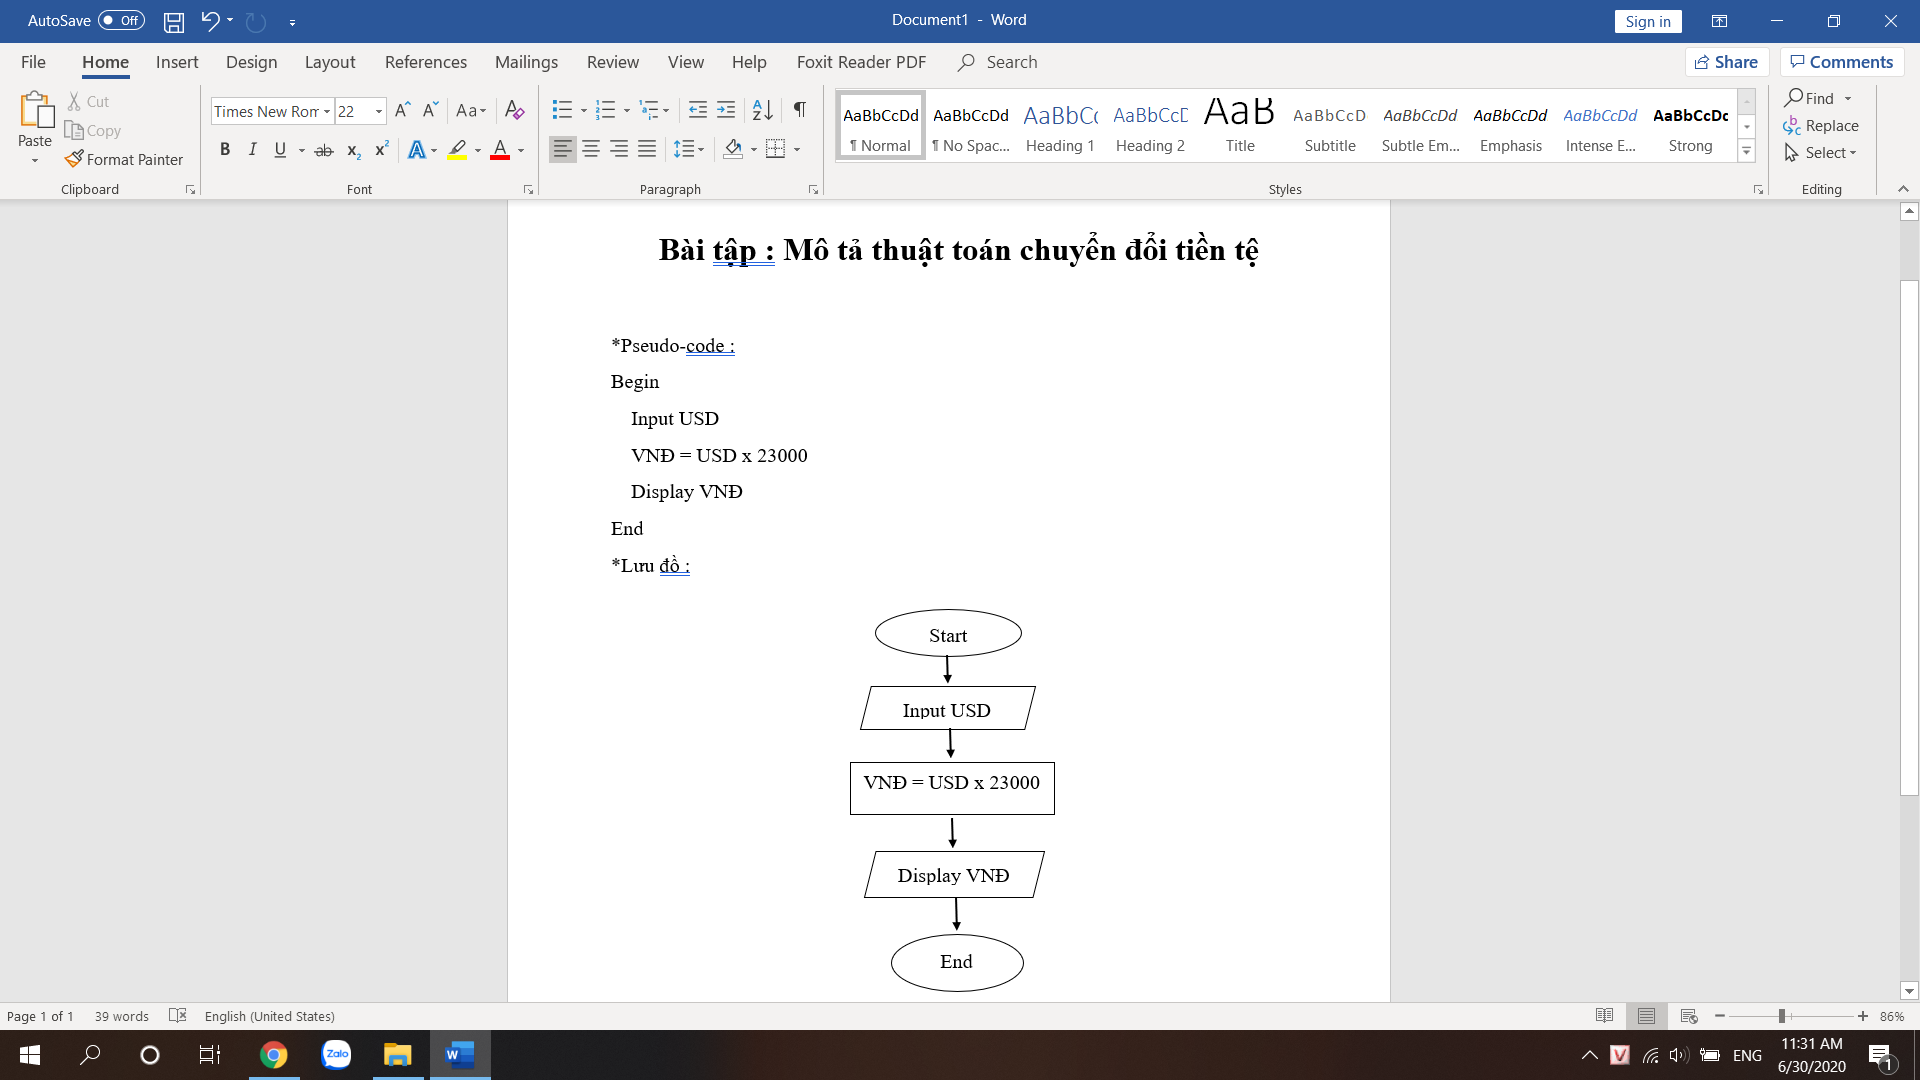 AutoSave Off
Document1 - Word
Sign in
File Home Insert Design Layout References Mailings Review View Help Foxit Reader PDF Search
Share Comments
Paste
Cut
Copy
Format Painter
Clipboard
Times New Ron 22
Font
Paragraph
AaBbCcDd AaBbCcDd AaBbCc AaBbCcD AaB AaBbCcD AaBbCcDd AaBbCcDd AaBbCcDd AaBbCcDc
¶ Normal ¶ No Spac... Heading 1 Heading 2 Title Subtitle Subtle Em... Emphasis Intense E... Strong
Styles
Find
Replace
Select
Editing
Bài tập : Mô tả thuật toán chuyển đổi tiền tệ
*Pseudo-code :
Begin
Input USD
VNĐ = USD x 23000
Display VNĐ
End
*Lưu đồ :
Start
Input USD
VNĐ = USD x 23000
Display VNĐ
End
Page 1 of 1 39 words English (United States)
86%
Zalo
ENG
11:31 AM
6/30/2020
1